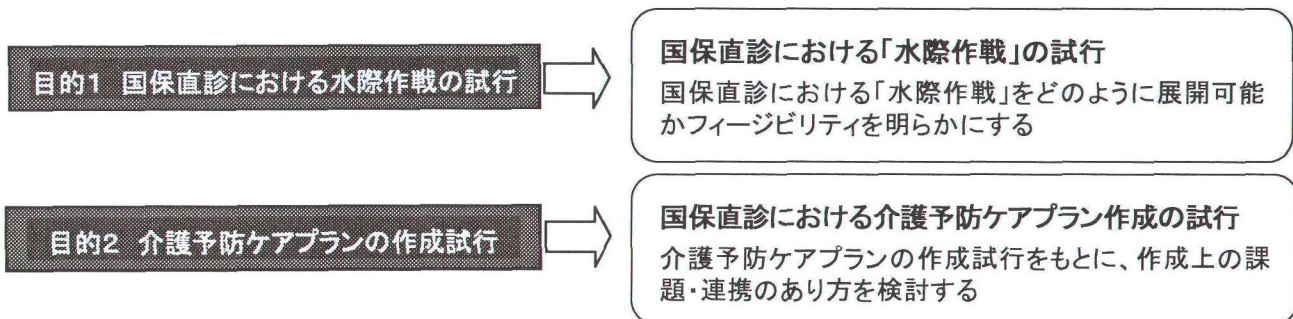 目的1 国保直診における水際作戦の試行
国保直診における「水際作戦」の試行
国保直診における「水際作戦」をどのように展開可能
かフィージビリティを明らかにする
目的2 介護予防ケアプランの作成試行
国保直診における介護予防ケアプラン作成の試行
介護予防ケアプランの作成試行をもとに、作成上の課
題・連携のあり方を検討する